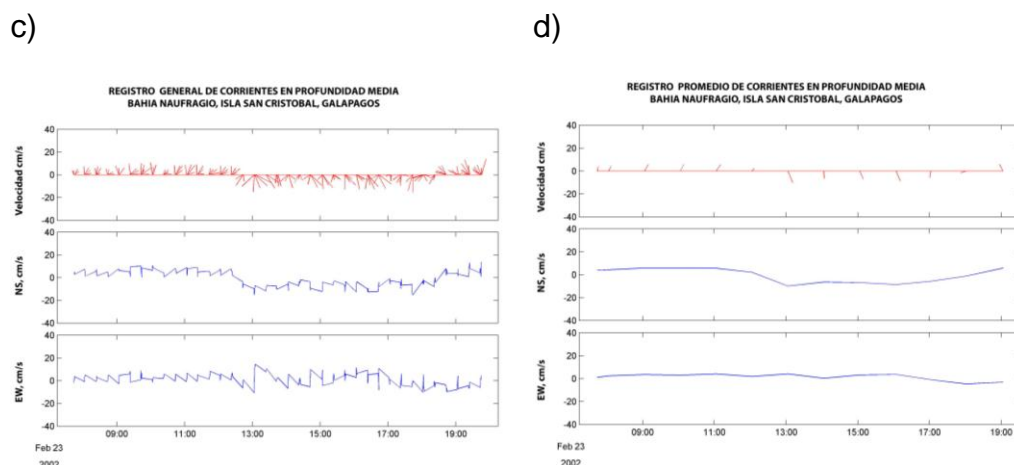 c)
REGISTRO GENERAL DE CORRIENTES EN PROFUNDIDAD MEDIA
BAHIA NAUFRAGIO, ISLA SAN CRISTOBAL, GALAPAGOS
Velocidad cm/s
40
20
0
-20
-40
NS, cm/s
40
20
0
-20
-40
EW, cm/s
40
20
0
-20
-40
09:00 11:00 13:00 15:00 17:00 19:00
Feb 23
2002
d)
REGISTRO PROMEDIO DE CORRIENTES EN PROFUNDIDAD MEDIA
BAHIA NAUFRAGIO, ISLA SAN CRISTOBAL, GALAPAGOS
Velocidad cm/s
40
20
0
-20
-40
NS, cm/s
40
20
0
-20
-40
EW, cm/s
40
20
0
-20
-40
09:00 11:00 13:00 15:00 17:00 19:00
Feb 23
2002